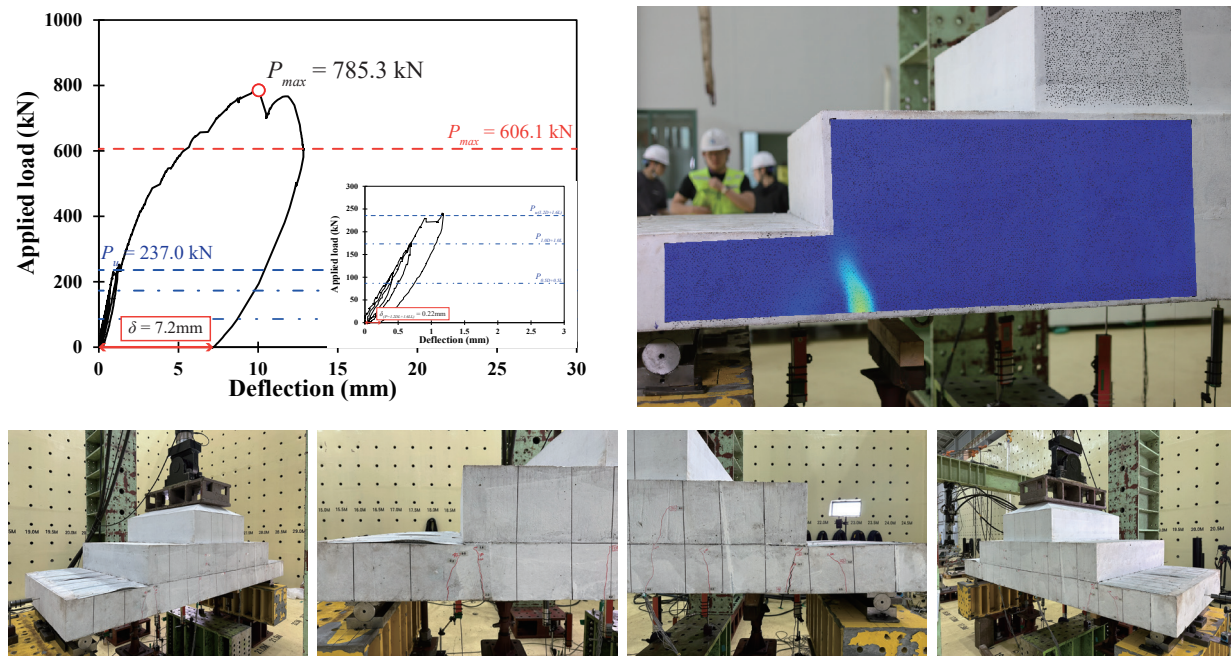 1000
800
600
400
200
0
Applied load (kN)
P_max = 785.3 kN
P_max = 606.1 kN
P_u = 237.0 kN
δ = 7.2mm
0 5 10 15 20 25 30
Deflection (mm)
300
250
200
150
100
50
0
Applied load (kN)
= 0.22mm
0 0.5 1 1.5 2 2.5 3
Deflection (mm)